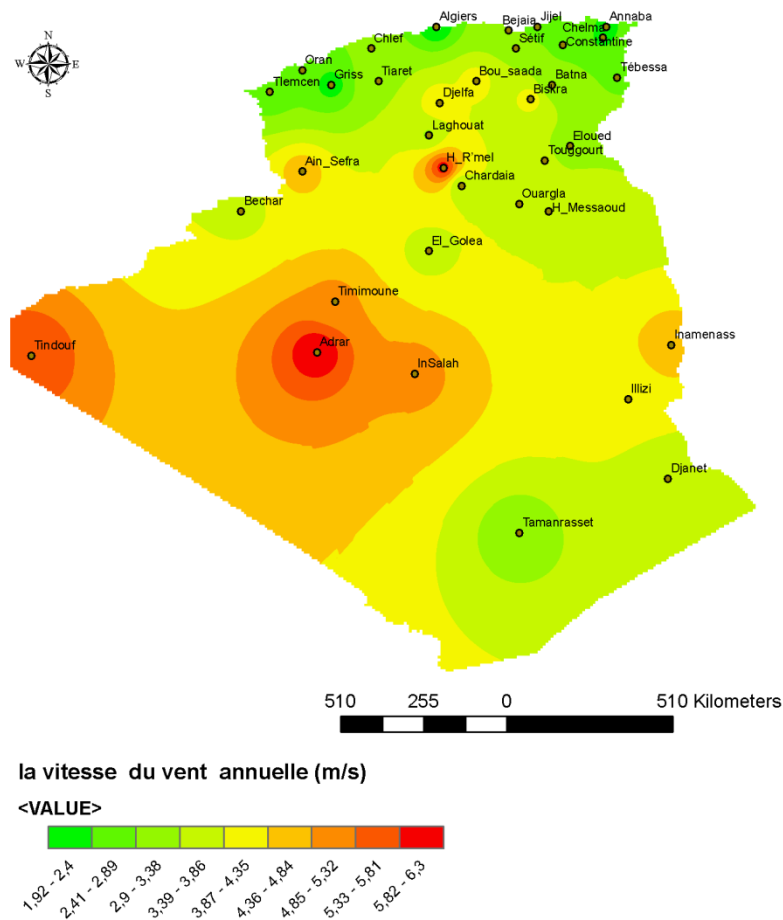 Algiers
Bejaia
Jijel
Chelma
Annaba
Chlef
Sétif
Constantine
Oran
Tlemcen
Griss
Tiaret
Bou_saada
Batna
Tébessa
Djelfa
Biskra
Laghouat
Eloued
Touggourt
H_R'mel
Ain_Sefra
Chardaia
Bechar
Ouargla
H_Messaoud
El_Golea
Timimoune
Tindouf
Adrar
InSalah
Inamenass
Illizi
Djanet
Tamanrasset
N
W E
S
510 255 0 510 Kilometers
la vitesse du vent annuelle (m/s)
<VALUE>
1,92 - 2,4
2,41 - 2,89
2,9 - 3,38
3,39 - 3,86
3,87 - 4,35
4,36 - 4,84
4,85 - 5,32
5,33 - 5,81
5,82 - 6,3